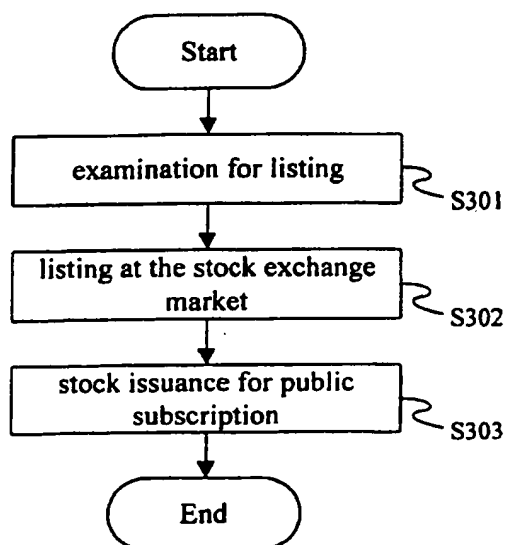 Start
examination for listing
S301
listing at the stock exchange
market
S302
stock issuance for public
subscription
S303
End